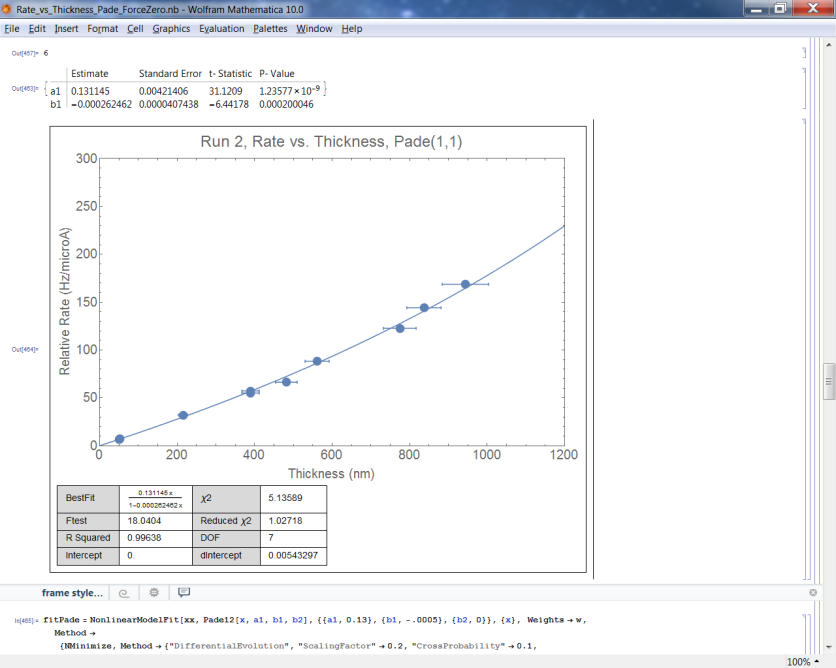 Rate_vs_Thickness_Pade_ForceZero.nb - Wolfram Mathematica 10.0
File Edit Insert Format Cell Graphics Evaluation Palettes Window Help
Out[457]= 6
Estimate Standard Error t- Statistic P- Value
Out[463]= { a1 0.131145 0.00421406 31.1209 1.23577×10⁻⁹ }
b1 -0.000262462 0.0000407438 -6.44178 0.000200046
Run 2, Rate vs. Thickness, Pade(1,1)
300
250
200
150
100
50
0
Relative Rate (Hz/microA)
Out[464]=
0 200 400 600 800 1000 1200
Thickness (nm)
BestFit 0.131145 x / 1-0.000262462 x χ2 5.13589
Ftest 18.0404 Reduced χ2 1.02718
R Squared 0.99638 DOF 7
Intercept 0. dIntercept 0.00543297
frame style...
In[465]:= fitPade = NonlinearModelFit[xx, Pade12[x, a1, b1, b2], {{a1, 0.13}, {b1, -.0005}, {b2, 0}}, {x}, Weights → w,
Method →
{NMinimize, Method → {"DifferentialEvolution", "ScalingFactor" → 0.2, "CrossProbability" → 0.1,
100%